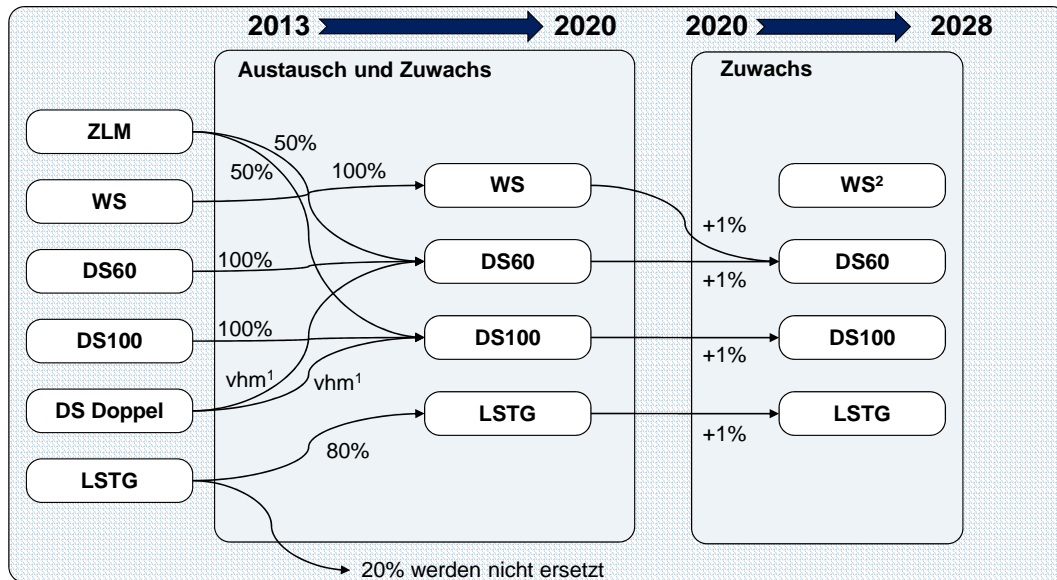 2013 2020 2020 2028
Austausch und Zuwachs Zuwachs
ZLM
50%
50%
100%
WS WS WS²
+1%
DS60 100% DS60 +1% DS60
DS100 100% DS100 +1% DS100
vhm¹ vhm¹
DS Doppel LSTG LSTG
+1%
80%
LSTG
20% werden nicht ersetzt